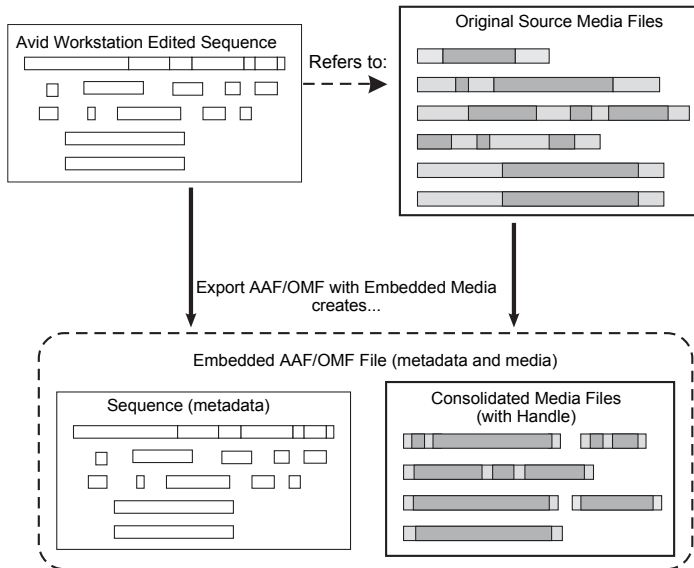 Avid Workstation Edited Sequence
Refers to:
Original Source Media Files
Export AAF/OMF with Embedded Media
creates...
Embedded AAF/OMF File (metadata and media)
Sequence (metadata)
Consolidated Media Files
(with Handle)